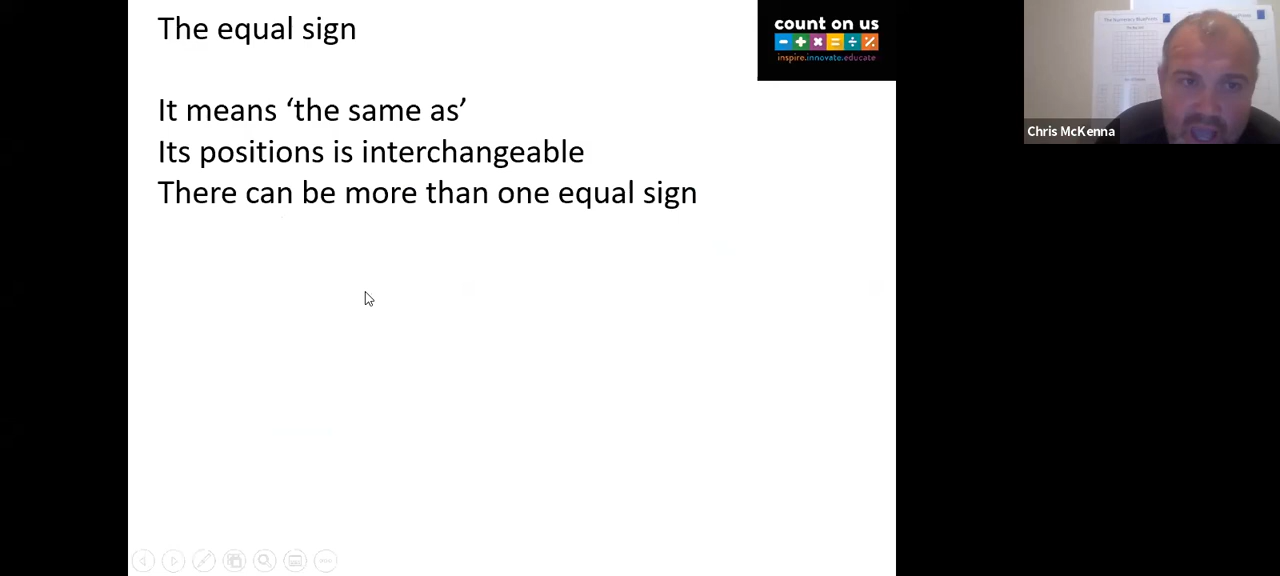 The equal sign
count on us
− + × = ÷ ٪
inspire.innovate.educate
It means ‘the same as’
Its positions is interchangeable
There can be more than one equal sign
Chris McKenna